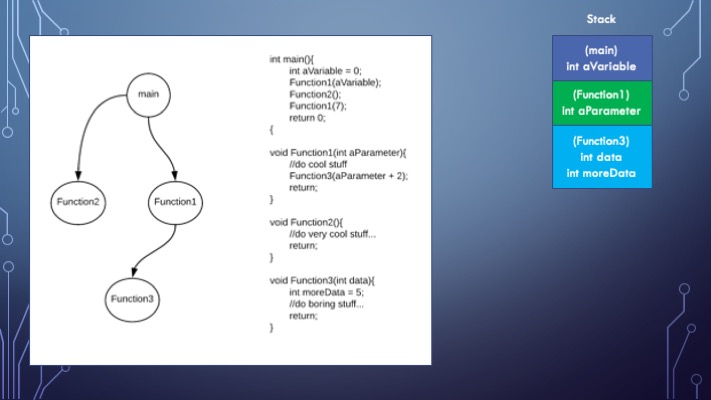 Stack
(main)
int aVariable
(Function1)
int aParameter
(Function3)
int data
int moreData
main
Function2
Function1
Function3
int main(){
int aVariable = 0;
Function1(aVariable);
Function2();
Function1(7);
return 0;
{
void Function1(int aParameter){
//do cool stuff
Function3(aParameter + 2);
return;
}
void Function2(){
//do very cool stuff...
return;
}
void Function3(int data){
int moreData = 5;
//do boring stuff...
return;
}